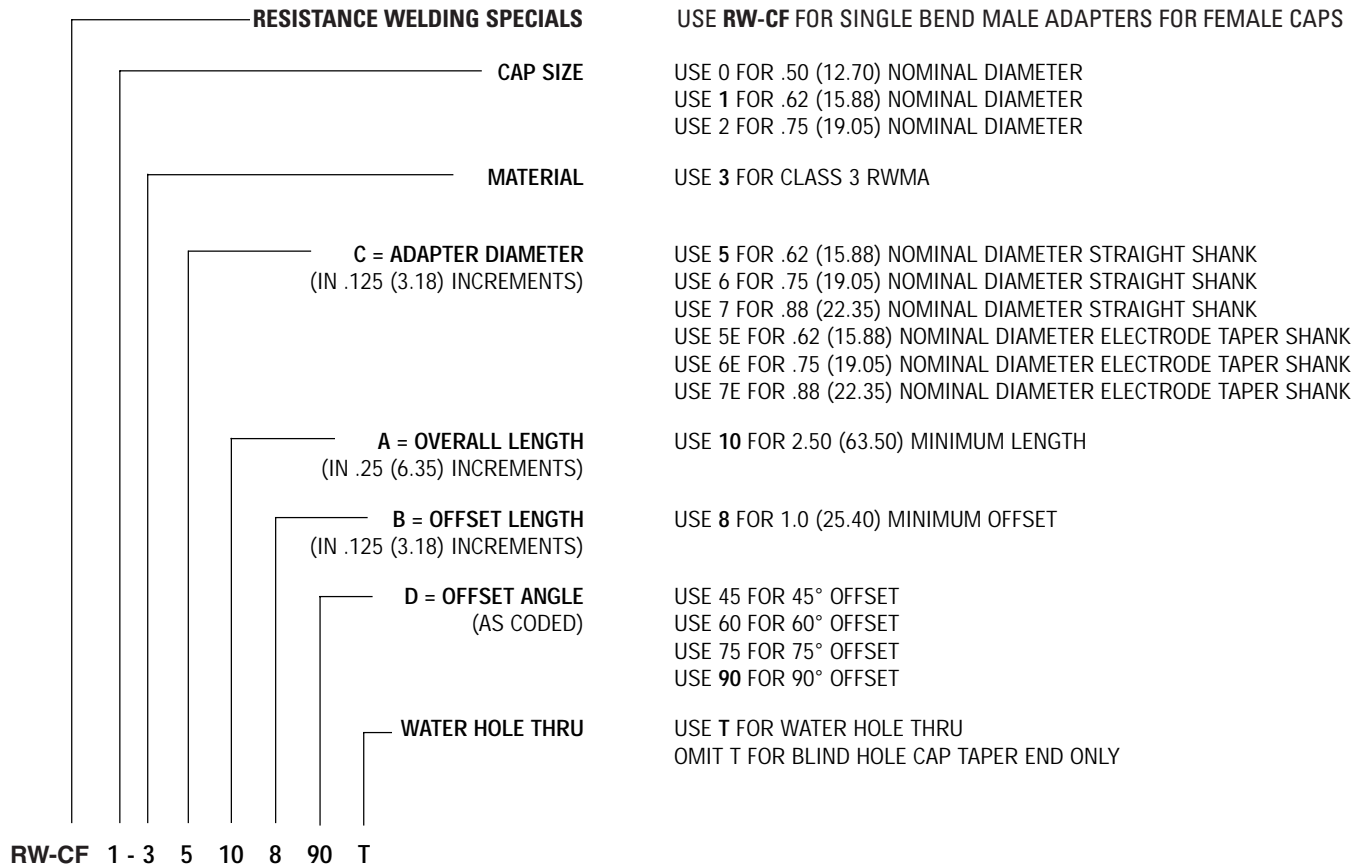 RESISTANCE WELDING SPECIALS USE RW-CF FOR SINGLE BEND MALE ADAPTERS FOR FEMALE CAPS
CAP SIZE USE 0 FOR .50 (12.70) NOMINAL DIAMETER
USE 1 FOR .62 (15.88) NOMINAL DIAMETER
USE 2 FOR .75 (19.05) NOMINAL DIAMETER
MATERIAL USE 3 FOR CLASS 3 RWMA
C = ADAPTER DIAMETER USE 5 FOR .62 (15.88) NOMINAL DIAMETER STRAIGHT SHANK
(IN .125 (3.18) INCREMENTS) USE 6 FOR .75 (19.05) NOMINAL DIAMETER STRAIGHT SHANK
USE 7 FOR .88 (22.35) NOMINAL DIAMETER STRAIGHT SHANK
USE 5E FOR .62 (15.88) NOMINAL DIAMETER ELECTRODE TAPER SHANK
USE 6E FOR .75 (19.05) NOMINAL DIAMETER ELECTRODE TAPER SHANK
USE 7E FOR .88 (22.35) NOMINAL DIAMETER ELECTRODE TAPER SHANK
A = OVERALL LENGTH USE 10 FOR 2.50 (63.50) MINIMUM LENGTH
(IN .25 (6.35) INCREMENTS)
B = OFFSET LENGTH USE 8 FOR 1.0 (25.40) MINIMUM OFFSET
(IN .125 (3.18) INCREMENTS)
D = OFFSET ANGLE USE 45 FOR 45° OFFSET
(AS CODED) USE 60 FOR 60° OFFSET
USE 75 FOR 75° OFFSET
USE 90 FOR 90° OFFSET
WATER HOLE THRU USE T FOR WATER HOLE THRU
OMIT T FOR BLIND HOLE CAP TAPER END ONLY
RW-CF 1 - 3 5 10 8 90 T